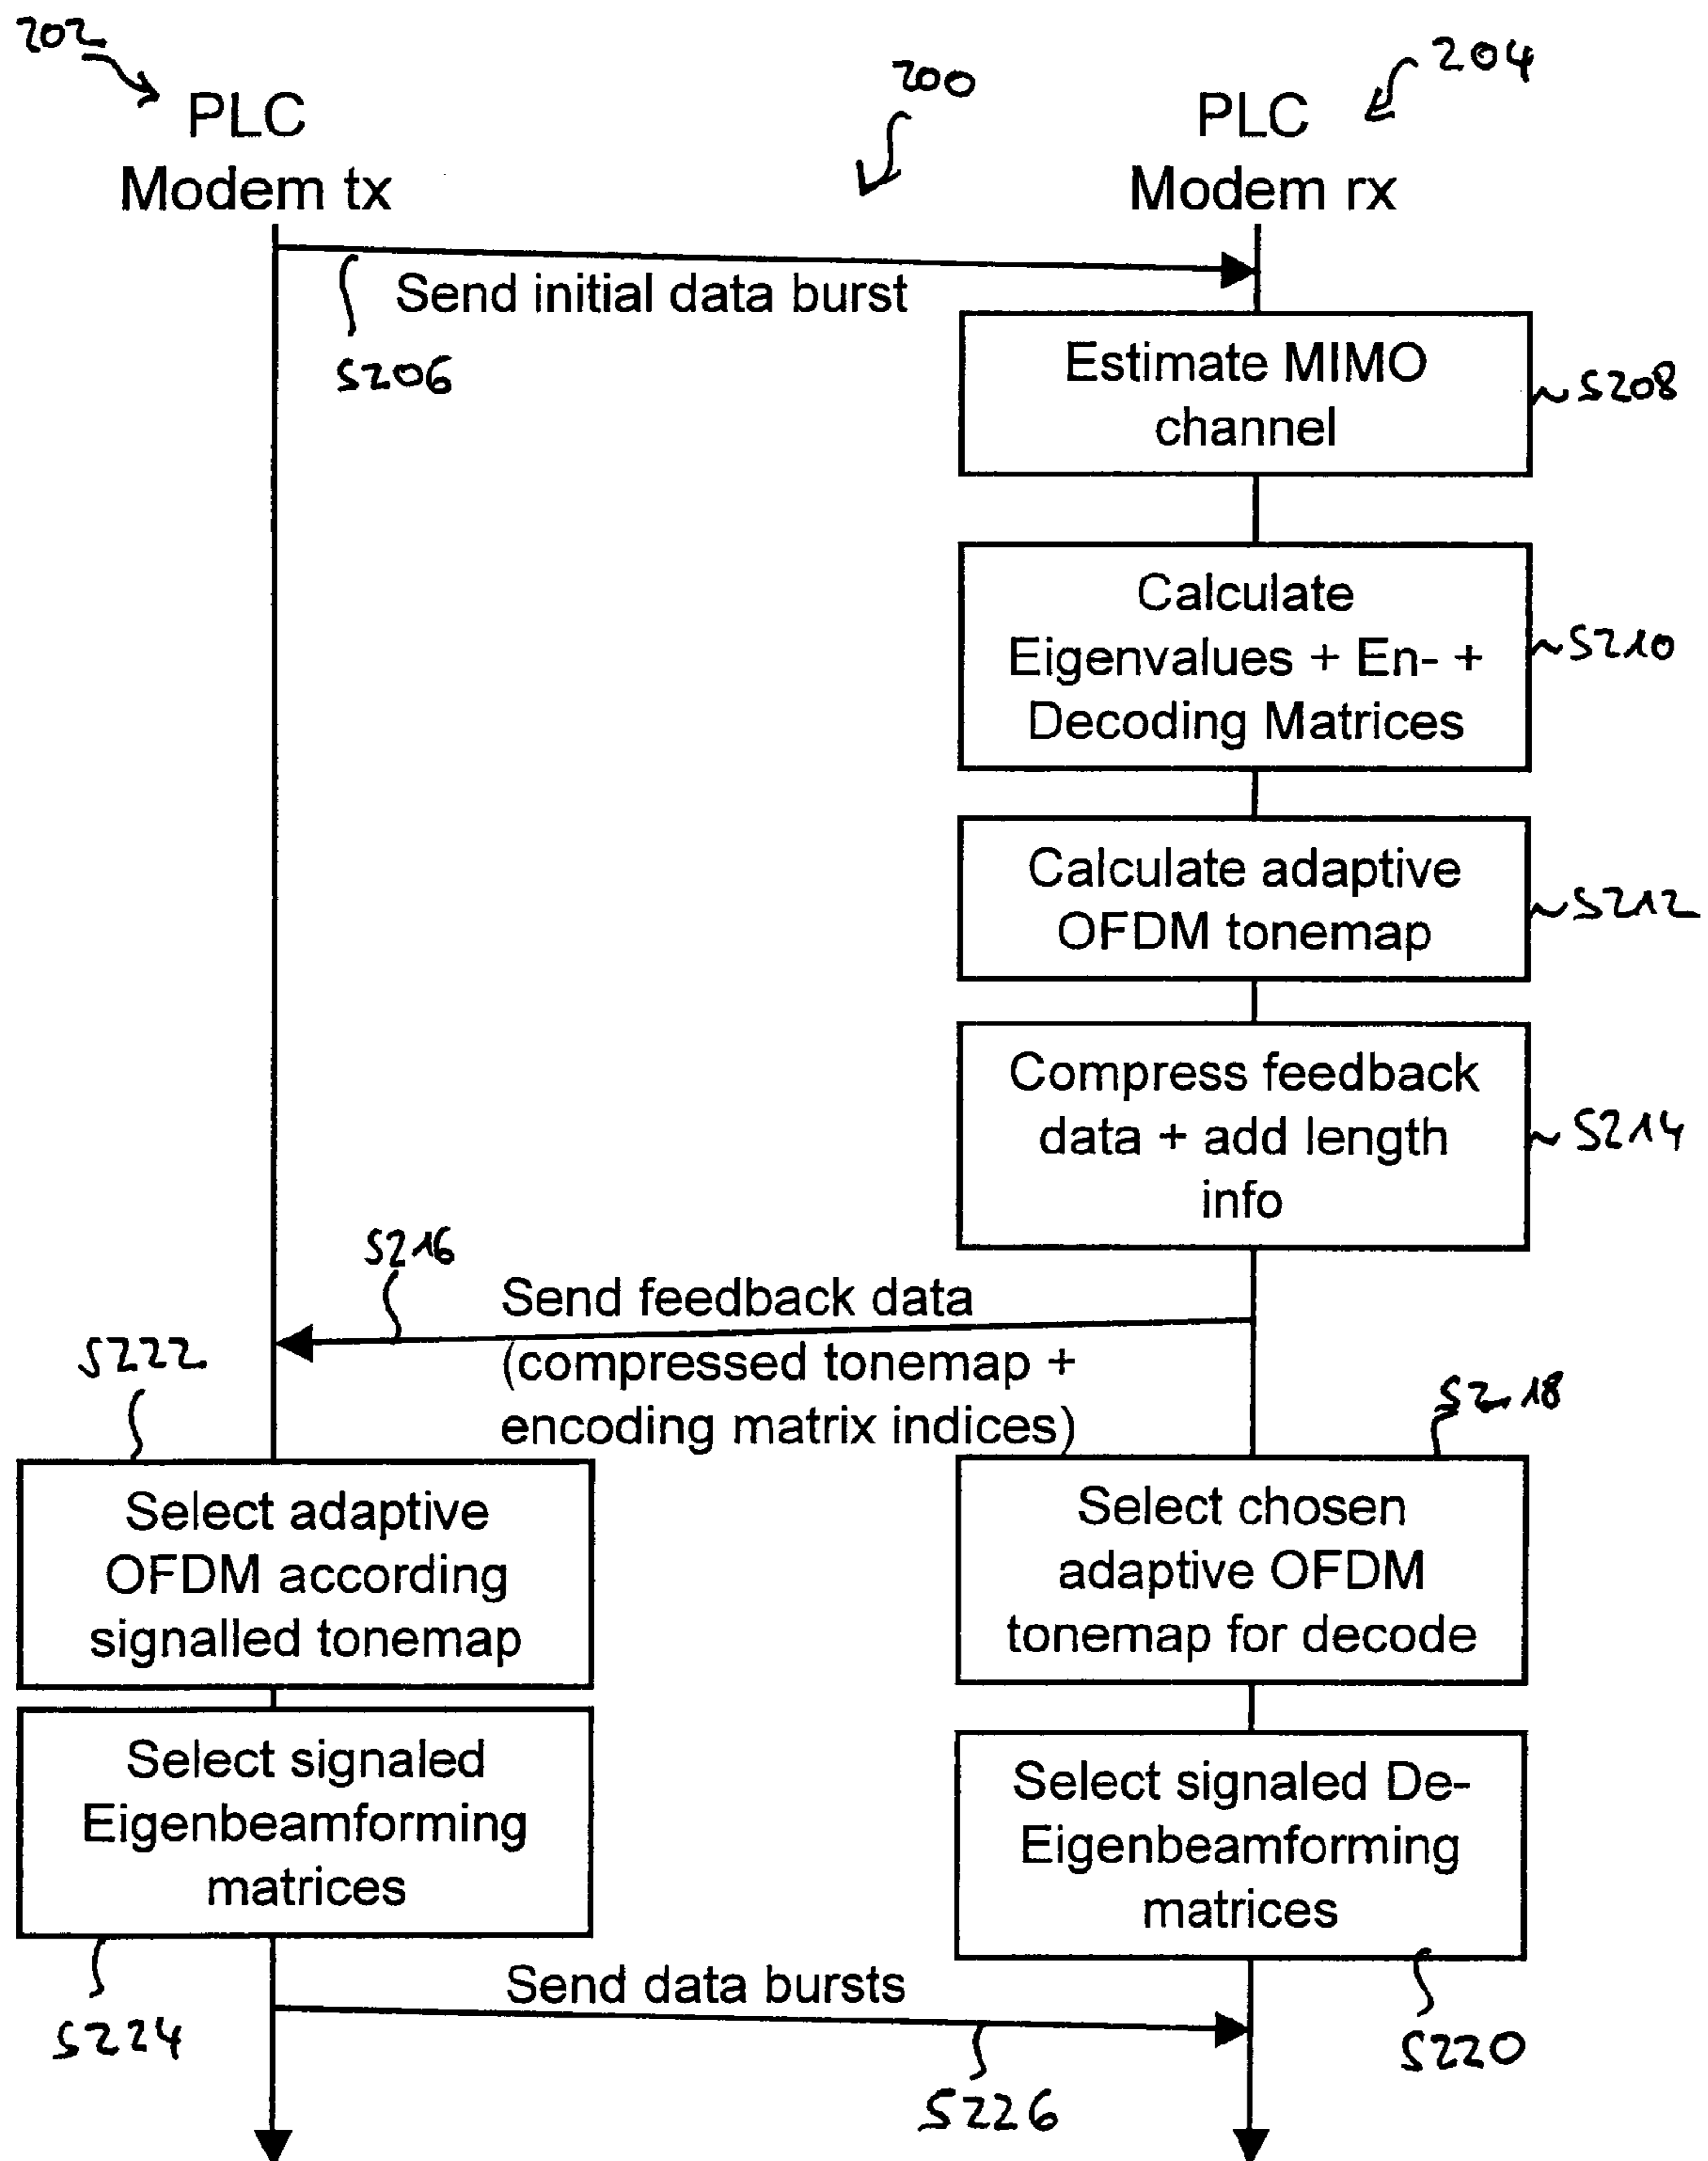 202
200
204
PLC
Modem tx
PLC
Modem rx
Send initial data burst
S206
Estimate MIMO
channel
S208
Calculate
Eigenvalues + En- +
Decoding Matrices
S210
Calculate adaptive
OFDM tonemap
S212
Compress feedback
data + add length
info
S214
S216
Send feedback data
(compressed tonemap +
encoding matrix indices)
S222
S218
Select adaptive
OFDM according
signalled tonemap
Select chosen
adaptive OFDM
tonemap for decode
Select signaled
Eigenbeamforming
matrices
Select signaled De-
Eigenbeamforming
matrices
Send data bursts
S224
S226
S220